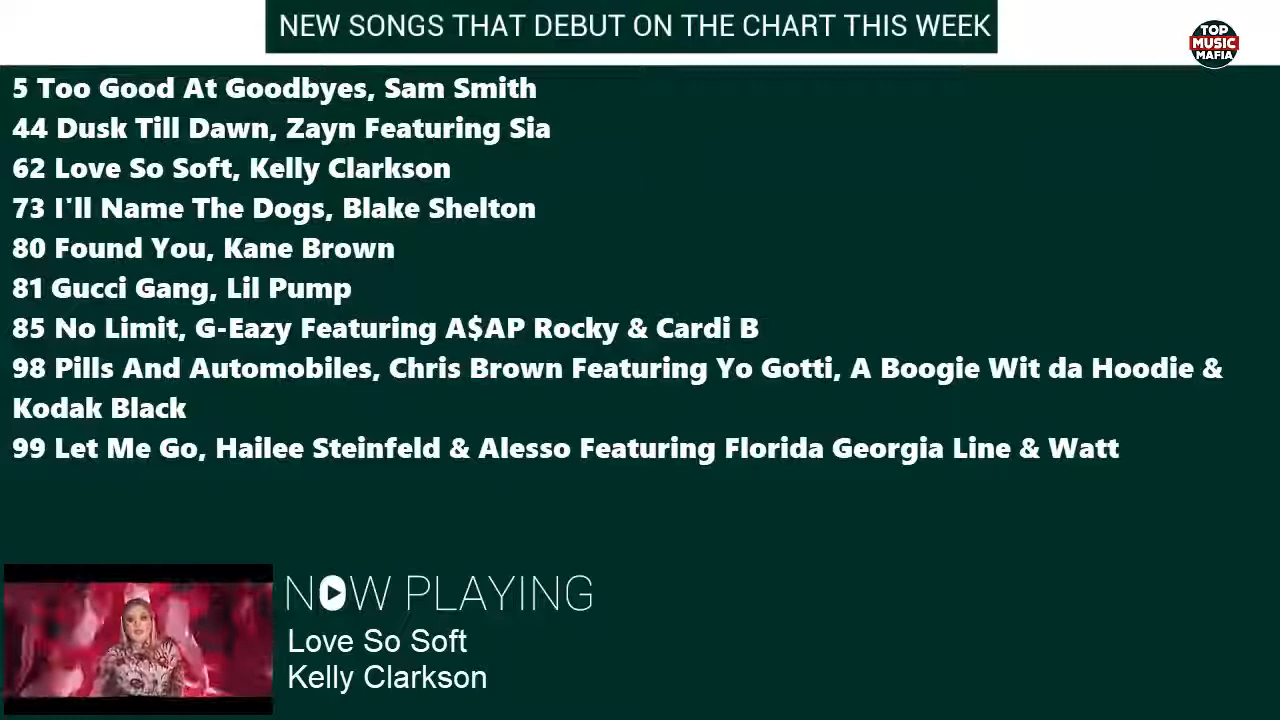 NEW SONGS THAT DEBUT ON THE CHART THIS WEEK
TOP
MUSIC
MAFIA
5 Too Good At Goodbyes, Sam Smith
44 Dusk Till Dawn, Zayn Featuring Sia
62 Love So Soft, Kelly Clarkson
73 I'll Name The Dogs, Blake Shelton
80 Found You, Kane Brown
81 Gucci Gang, Lil Pump
85 No Limit, G-Eazy Featuring A$AP Rocky & Cardi B
98 Pills And Automobiles, Chris Brown Featuring Yo Gotti, A Boogie Wit da Hoodie &
Kodak Black
99 Let Me Go, Hailee Steinfeld & Alesso Featuring Florida Georgia Line & Watt
NOW PLAYING
Love So Soft
Kelly Clarkson